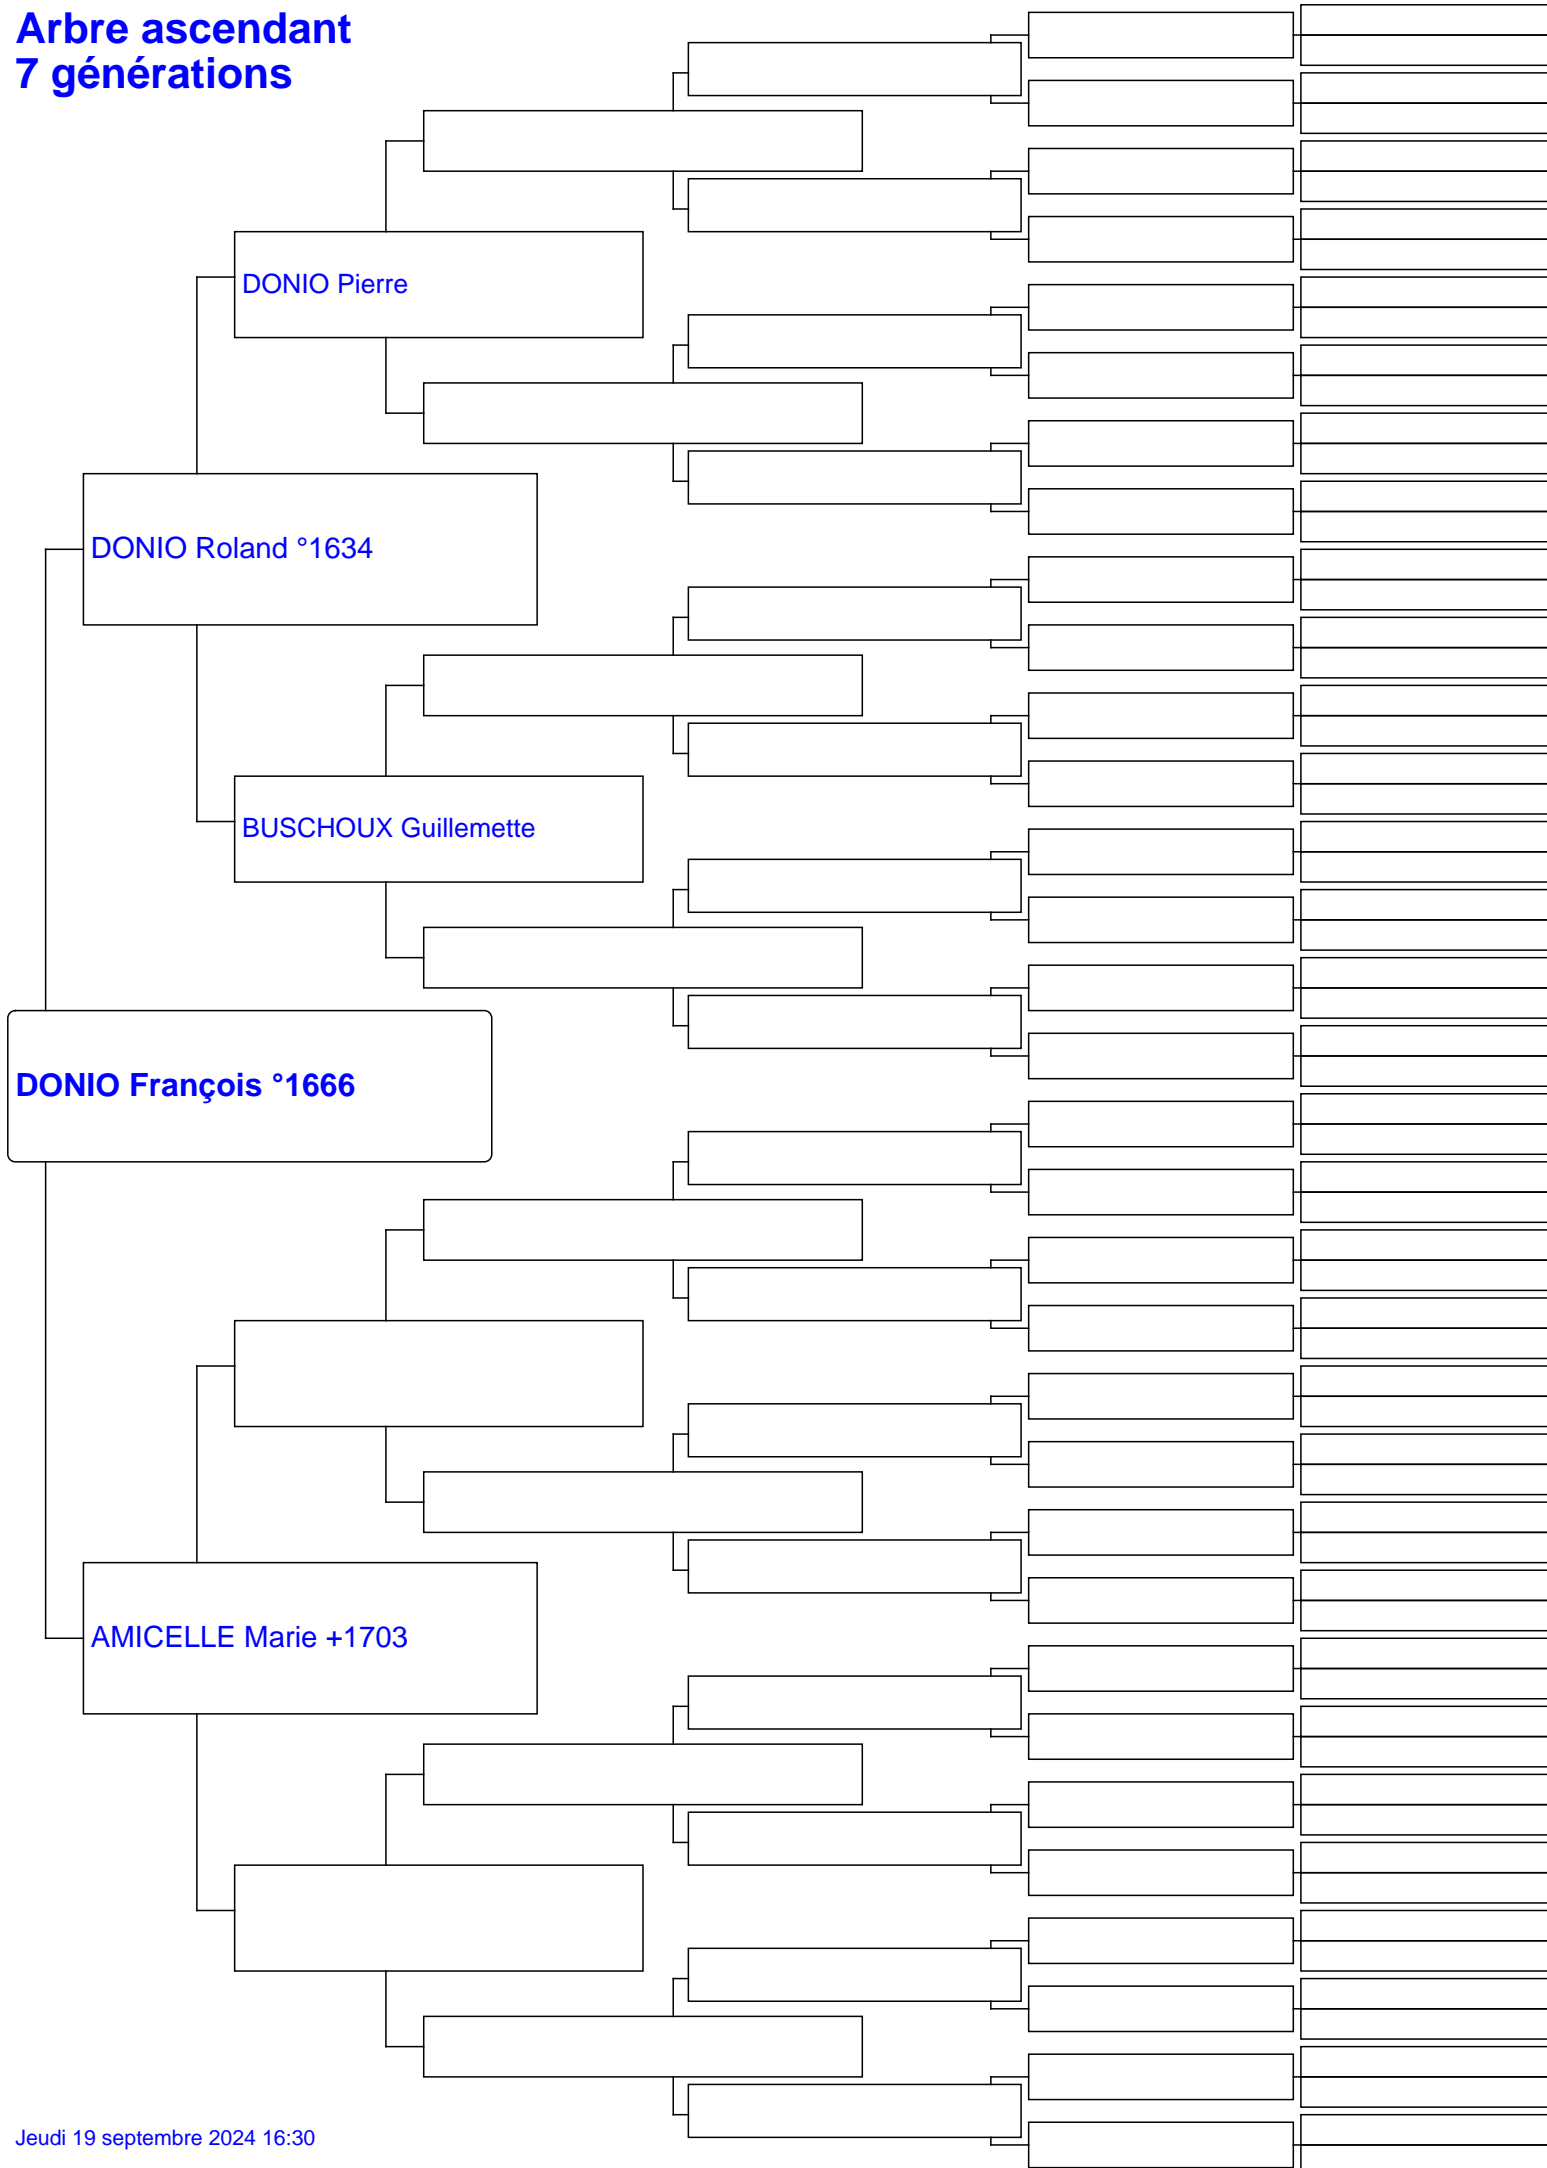 Arbre ascendant
7 générations
DONIO Pierre
DONIO Roland °1634
BUSCHOUX Guillemette
DONIO François °1666
AMICELLE Marie +1703
Jeudi 19 septembre 2024 16:30